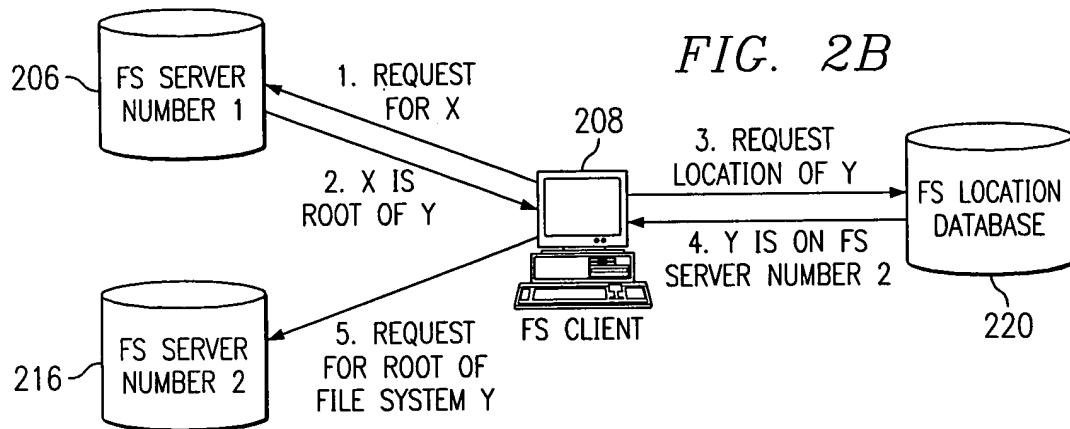 FIG. 2B
206
FS SERVER
NUMBER 1
1. REQUEST
FOR X
2. X IS
ROOT OF Y
208
FS CLIENT
3. REQUEST
LOCATION OF Y
4. Y IS ON FS
SERVER NUMBER 2
FS LOCATION
DATABASE
220
5. REQUEST
FOR ROOT OF
FILE SYSTEM Y
216
FS SERVER
NUMBER 2